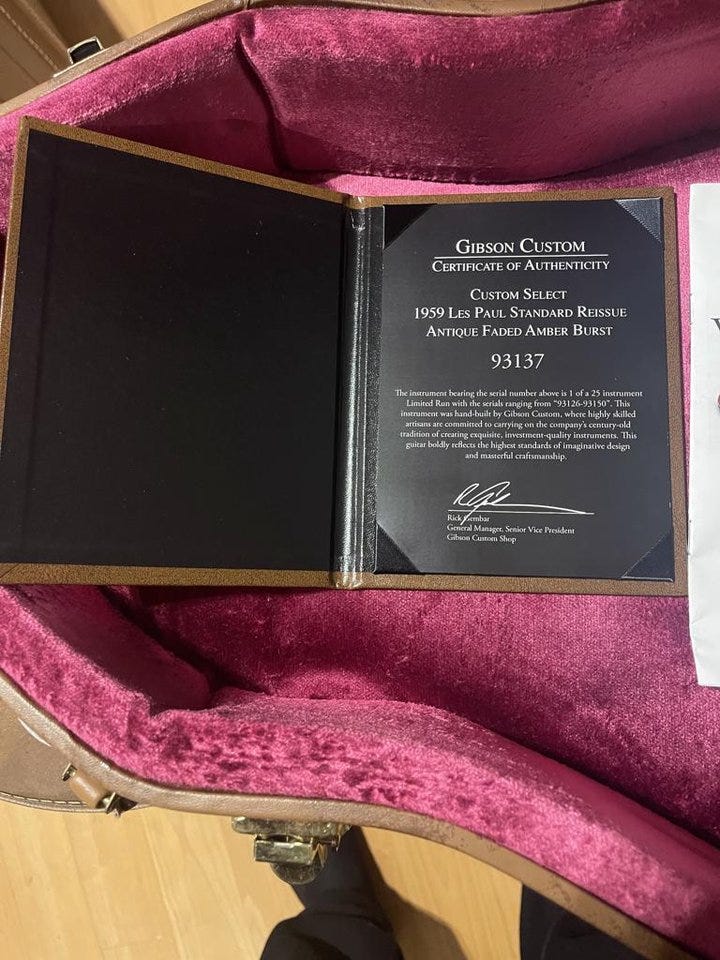 Gibson Custom
Certificate of Authenticity
Custom Select
1959 Les Paul Standard Reissue
Antique Faded Amber Burst
93137
The instrument bearing the serial number above is 1 of a 25 instrument
Limited Run with the serials ranging from "93126-93150". This
instrument was hand-built by Gibson Custom, where highly skilled
artisans are committed to carrying on the company's century-old
tradition of creating exquisite, investment-quality instruments. This
guitar boldly reflects the highest standards of imaginative design
and masterful craftsmanship.
Rick Gembar
General Manager, Senior Vice President
Gibson Custom Shop